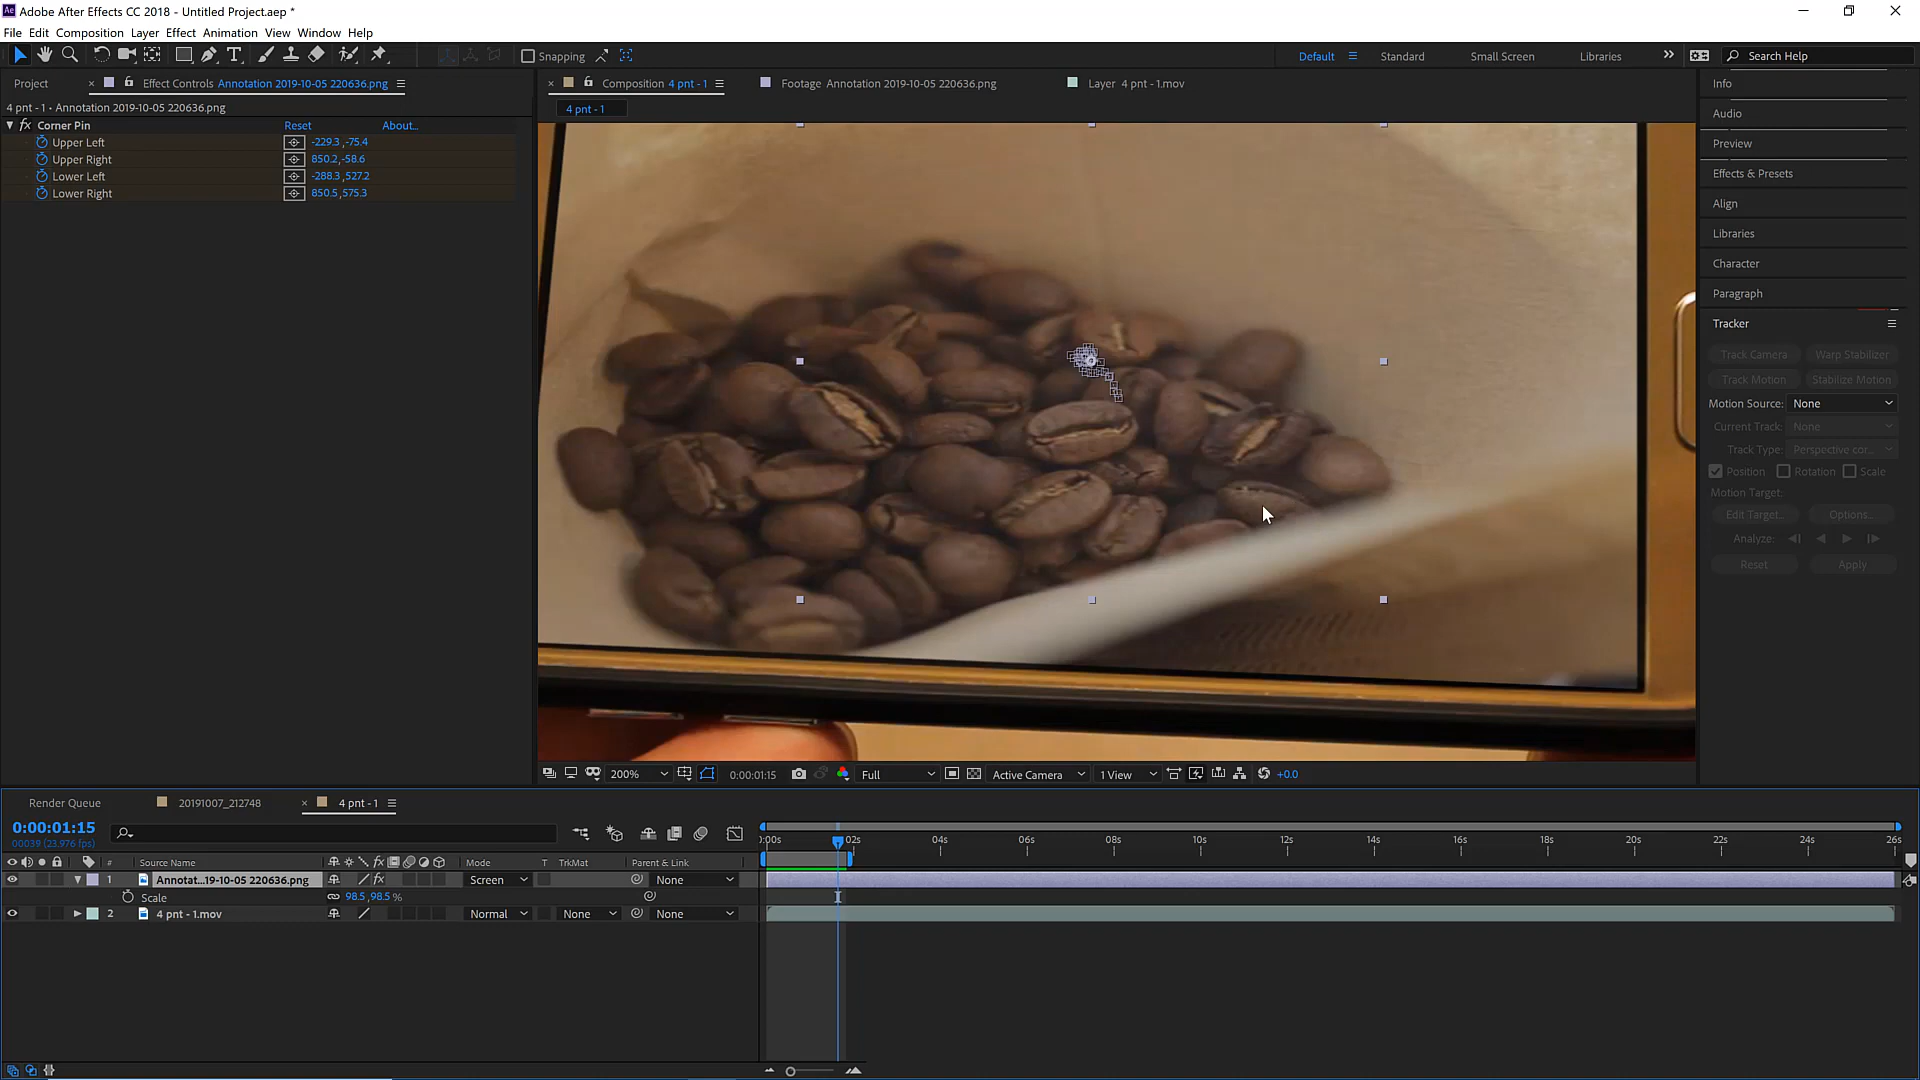 Adobe After Effects CC 2018 - Untitled Project.aep *
File Edit Composition Layer Effect Animation View Window Help
Snapping Default Standard Small Screen Libraries Search Help
Project Effect Controls Annotation 2019-10-05 220636.png
Composition 4 pnt - 1 Footage Annotation 2019-10-05 220636.png Layer 4 pnt - 1.mov
4 pnt - 1 • Annotation 2019-10-05 220636.png
4 pnt - 1
fx Corner Pin Reset About...
Upper Left -229.3,-75.4
Upper Right 850.2,-58.6
Lower Left -288.3,527.2
Lower Right 850.5,575.3
Info
Audio
Preview
Effects & Presets
Align
Libraries
Character
Paragraph
Tracker
Track Camera Warp Stabilizer
Track Motion Stabilize Motion
Motion Source: None
Current Track: None
Track Type: Perspective cor...
Position Rotation Scale
Motion Target:
Edit Target... Options...
Analyze:
Reset Apply
200% 0:00:01:15 Full Active Camera 1 View +0.0
Render Queue 20191007_212748 4 pnt - 1
0:00:01:15
00039 (23.976 fps)
:00s 02s 04s 06s 08s 10s 12s 14s 16s 18s 20s 22s 24s 26s
# Source Name fx Mode T TrkMat Parent & Link
1 Annotat...19-10-05 220636.png fx Screen None
Scale 98.5,98.5 %
2 4 pnt - 1.mov Normal None None